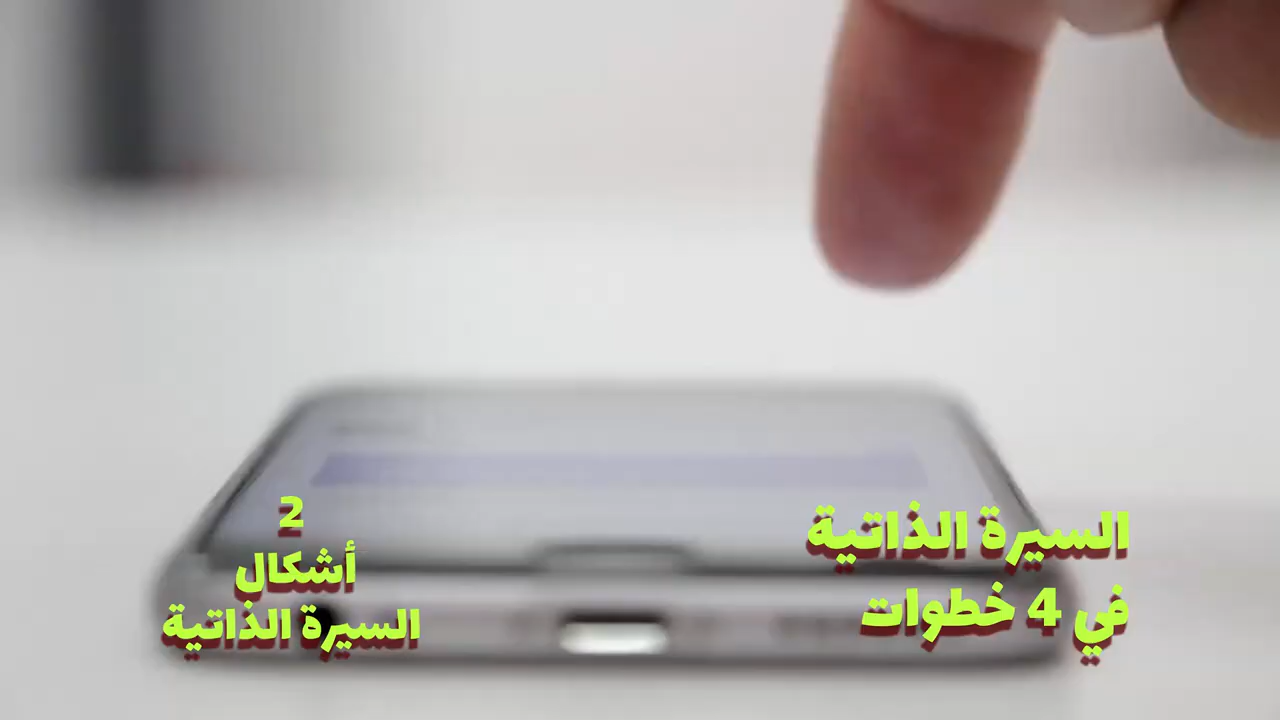 السيرة الذاتية
في 4 خطوات
2
أشكال
السيرة الذاتية